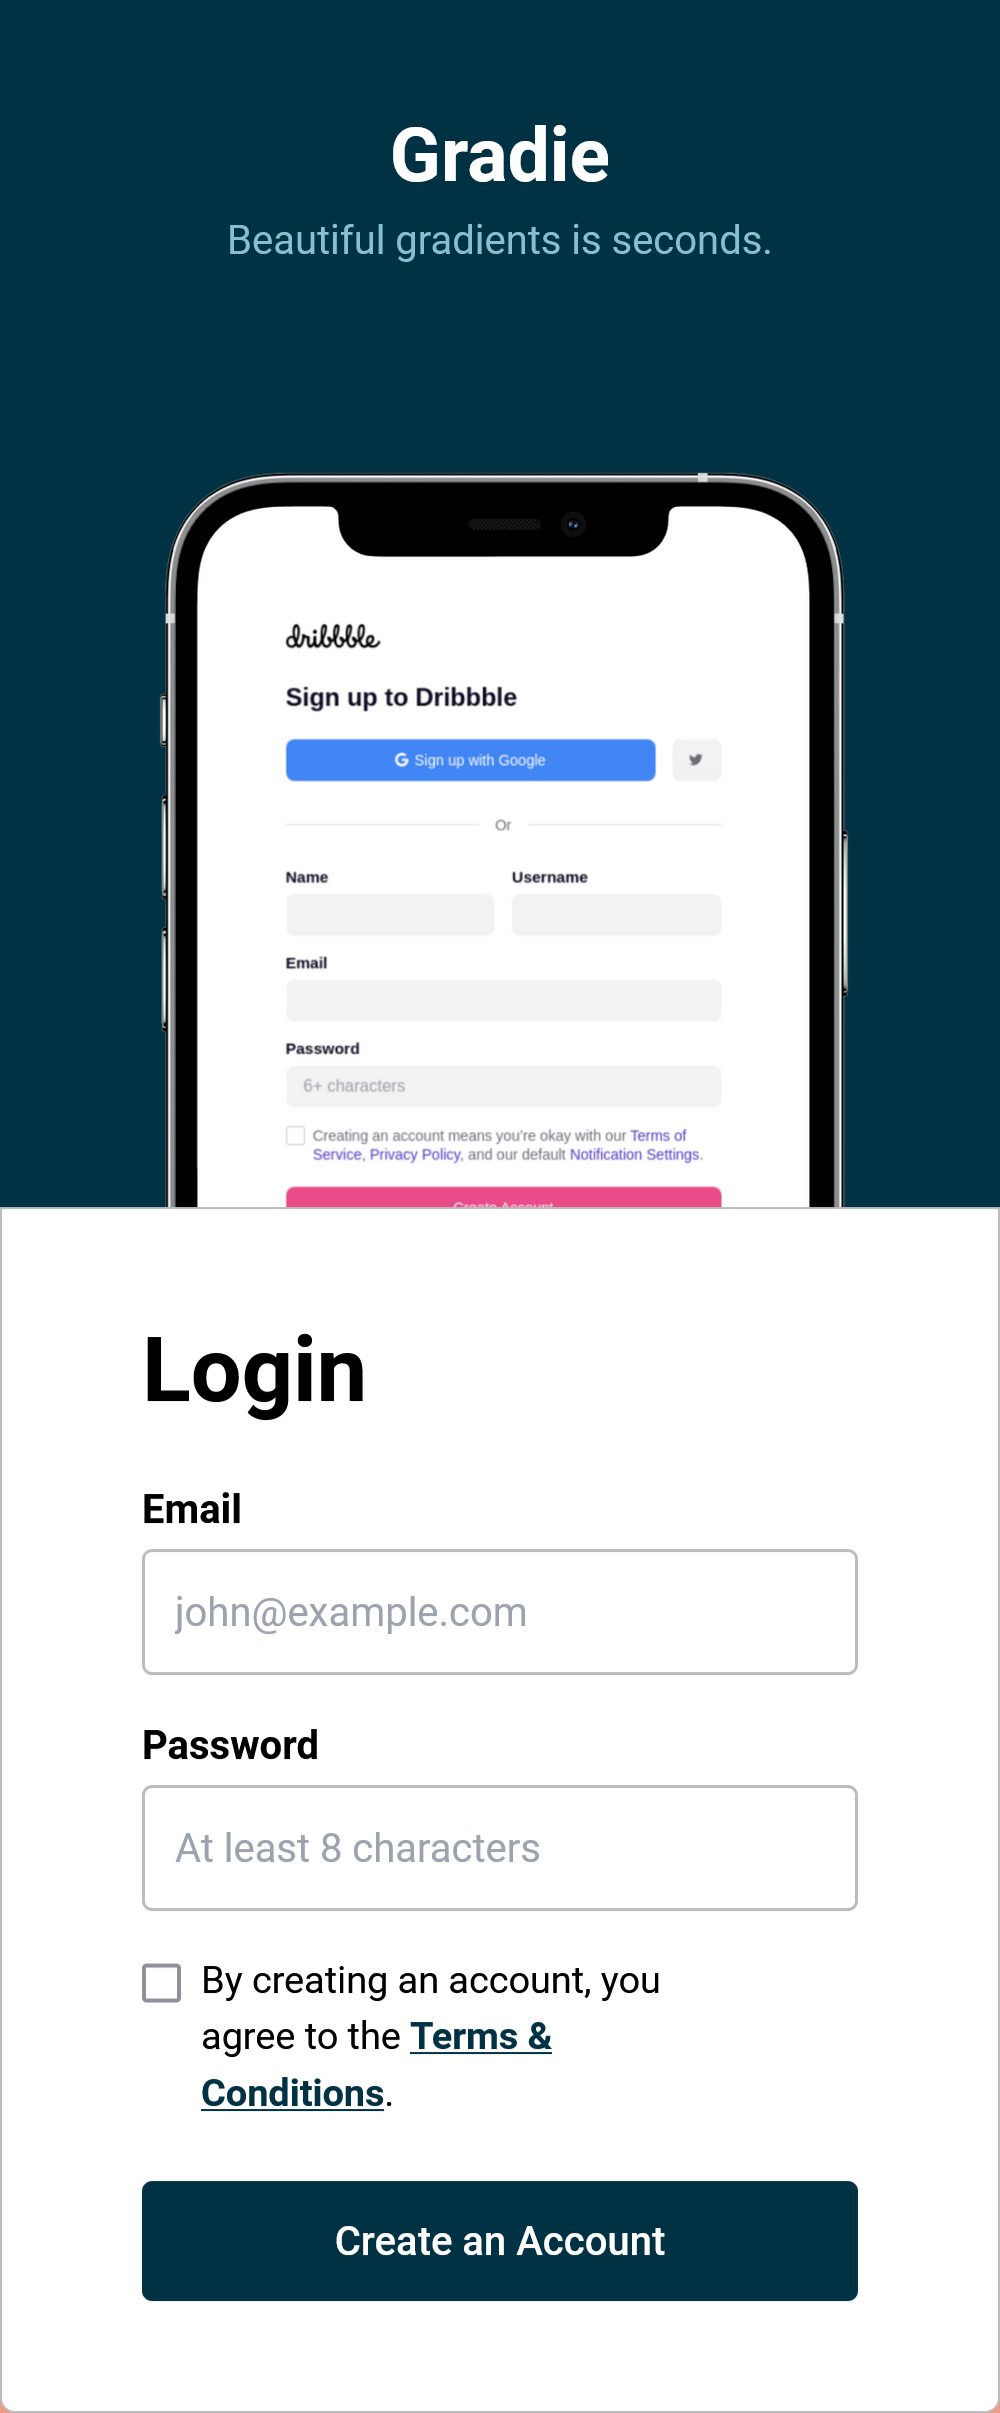 Gradie
Beautiful gradients is seconds.
dribbble
Sign up to Dribbble
Sign up with Google
Or
Name Username
Email
Password
6+ characters
Creating an account means you're okay with our Terms of
Service, Privacy Policy, and our default Notification Settings.
Create Account
Login
Email
john@example.com
Password
At least 8 characters
By creating an account, you
agree to the Terms &
Conditions.
Create an Account